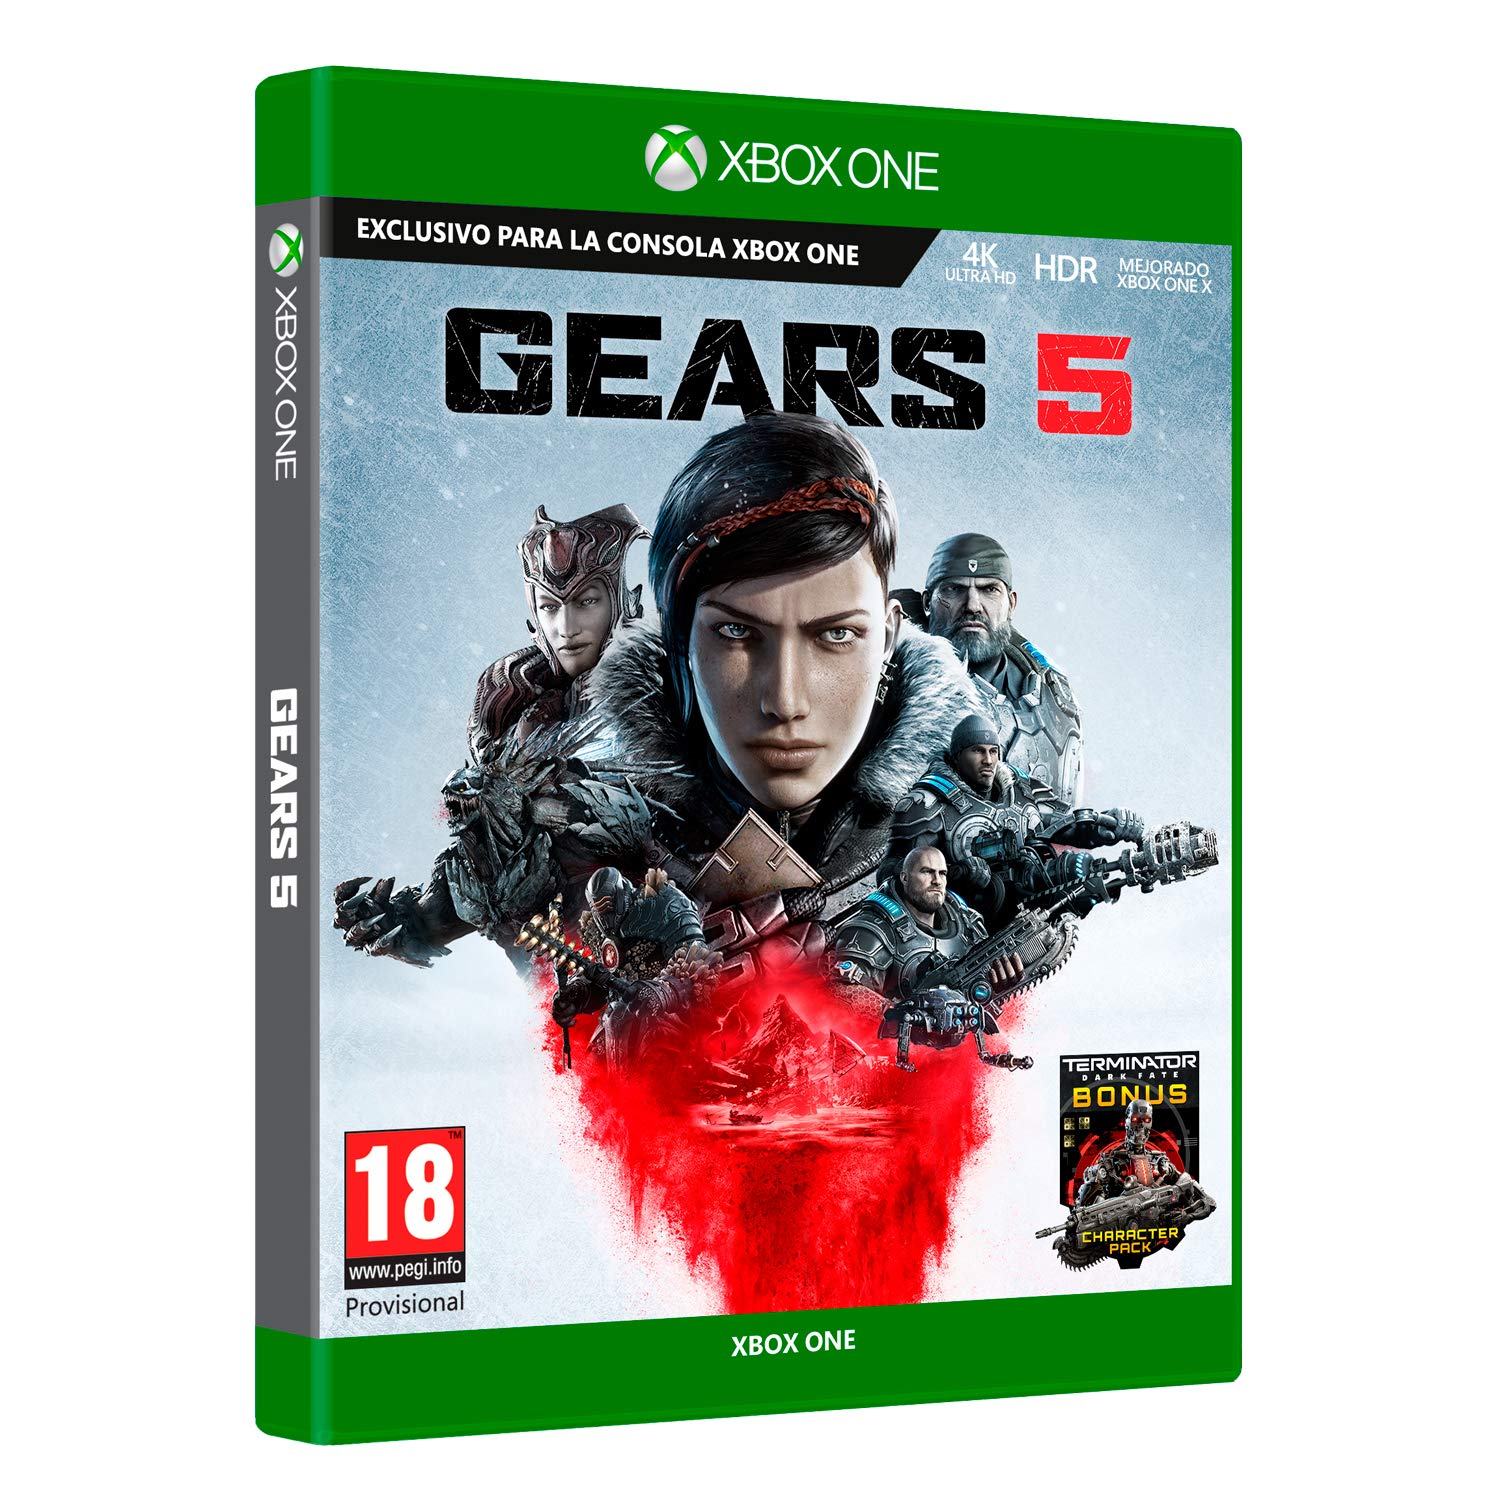 XBOX ONE
EXCLUSIVO PARA LA CONSOLA XBOX ONE
4K
ULTRA HD
HDR
MEJORADO
XBOX ONE X
GEARS 5
XBOX ONE
GEARS 5
TERMINATOR
DARK FATE
BONUS
CHARACTER
PACK
18
TM
www.pegi.info
Provisional
XBOX ONE